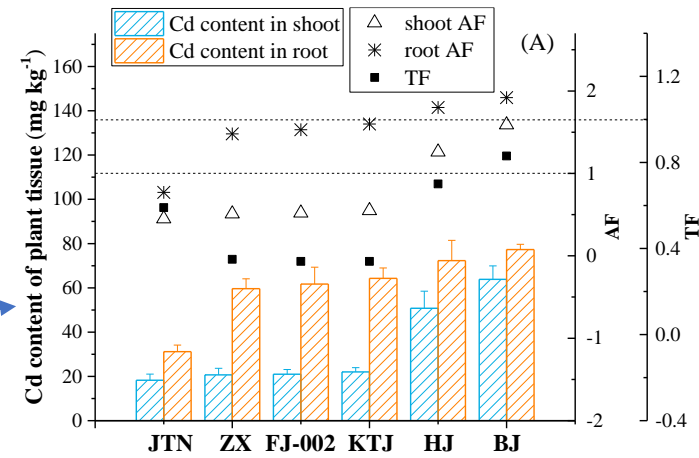 Cd content in shoot
Cd content in root
shoot AF
root AF
TF
(A)
Cd content of plant tissue (mg kg⁻¹)
160
140
120
100
80
60
40
20
0
2
1
0
-1
-2
AF
1.2
0.8
0.4
0.0
-0.4
TF
JTN ZX FJ-002 KTJ HJ BJ